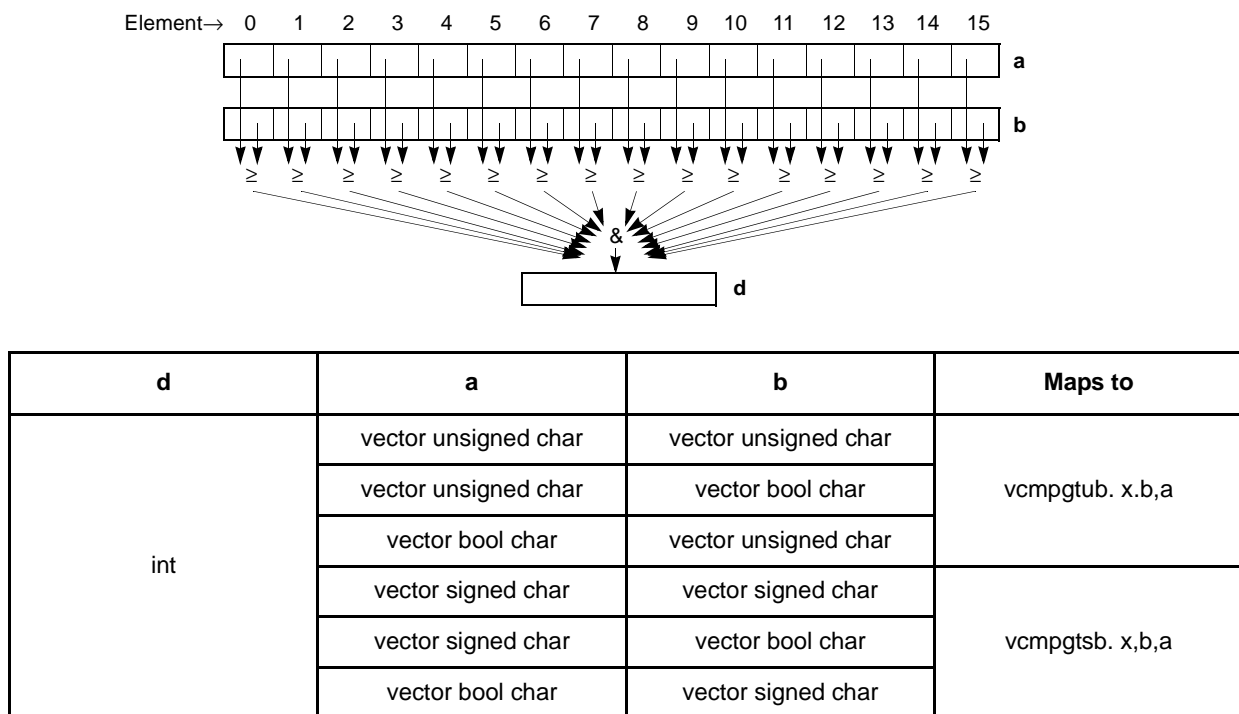 Element→ 0 1 2 3 4 5 6 7 8 9 10 11 12 13 14 15
a
b
≥ ≥ ≥ ≥ ≥ ≥ ≥ ≥ ≥ ≥ ≥ ≥ ≥ ≥ ≥ ≥
&
d
d a b Maps to
vector unsigned char vector unsigned char
vector unsigned char vector bool char vcmpgtub. x.b,a
vector bool char vector unsigned char
int
vector signed char vector signed char
vector signed char vector bool char vcmpgtsb. x,b,a
vector bool char vector signed char